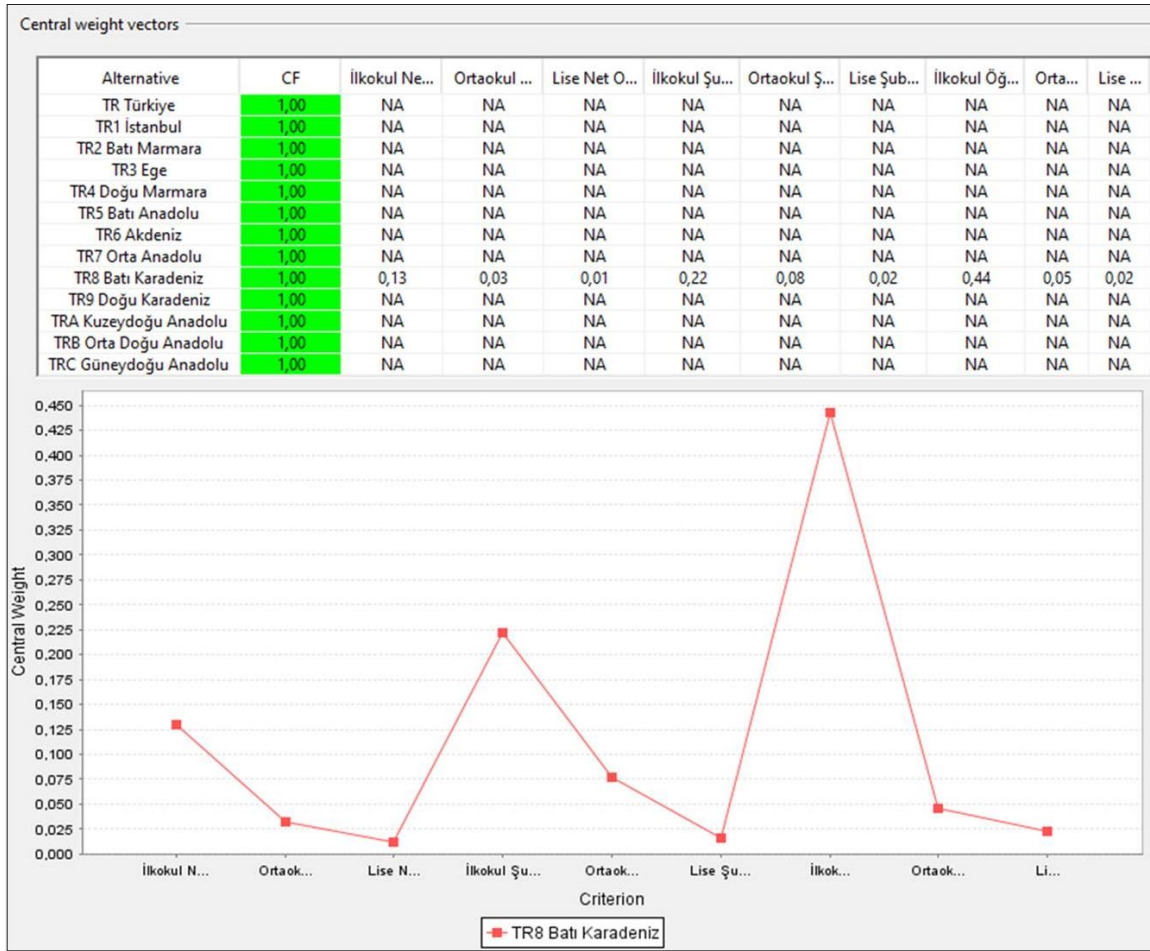 Central weight vectors
Alternative CF İlkokul Ne... Ortaokul ... Lise Net O... İlkokul Şu... Ortaokul Ş... Lise Şub... İlkokul Öğ... Orta... Lise ...
TR Türkiye 1,00 NA NA NA NA NA NA NA NA NA
TR1 İstanbul 1,00 NA NA NA NA NA NA NA NA NA
TR2 Batı Marmara 1,00 NA NA NA NA NA NA NA NA NA
TR3 Ege 1,00 NA NA NA NA NA NA NA NA NA
TR4 Doğu Marmara 1,00 NA NA NA NA NA NA NA NA NA
TR5 Batı Anadolu 1,00 NA NA NA NA NA NA NA NA NA
TR6 Akdeniz 1,00 NA NA NA NA NA NA NA NA NA
TR7 Orta Anadolu 1,00 NA NA NA NA NA NA NA NA NA
TR8 Batı Karadeniz 1,00 0,13 0,03 0,01 0,22 0,08 0,02 0,44 0,05 0,02
TR9 Doğu Karadeniz 1,00 NA NA NA NA NA NA NA NA NA
TRA Kuzeydoğu Anadolu 1,00 NA NA NA NA NA NA NA NA NA
TRB Orta Doğu Anadolu 1,00 NA NA NA NA NA NA NA NA NA
TRC Güneydoğu Anadolu 1,00 NA NA NA NA NA NA NA NA NA
0,450
0,425
0,400
0,375
0,350
0,325
0,300
0,275
0,250
0,225
0,200
0,175
0,150
0,125
0,100
0,075
0,050
0,025
0,000
Central Weight
İlkokul N... Ortaok... Lise N... İlkokul Şu... Ortaok... Lise Şu... İlkok... Ortaok... Li...
Criterion
TR8 Batı Karadeniz